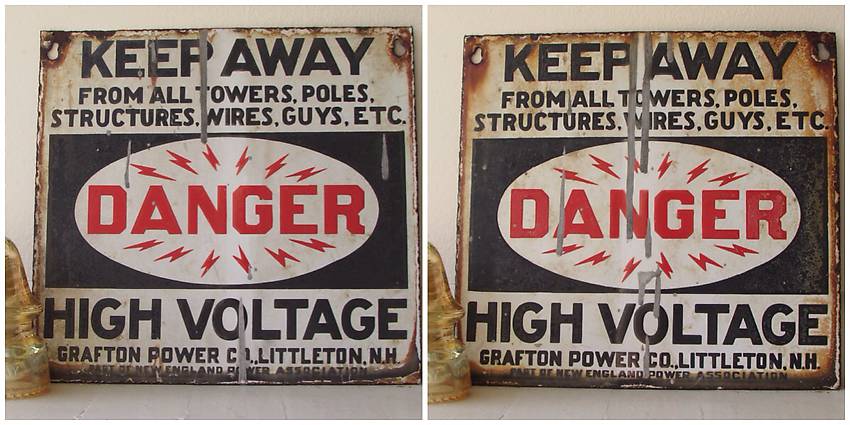 KEEP AWAY
FROM ALL TOWERS, POLES,
STRUCTURES, WIRES, GUYS, ETC.
DANGER
HIGH VOLTAGE
GRAFTON POWER CO., LITTLETON, N.H.
PART OF NEW ENGLAND POWER ASSOCIATION
KEEP AWAY
FROM ALL TOWERS, POLES,
STRUCTURES, WIRES, GUYS, ETC.
DANGER
HIGH VOLTAGE
GRAFTON POWER CO., LITTLETON, N.H.
PART OF NEW ENGLAND POWER ASSOCIATION